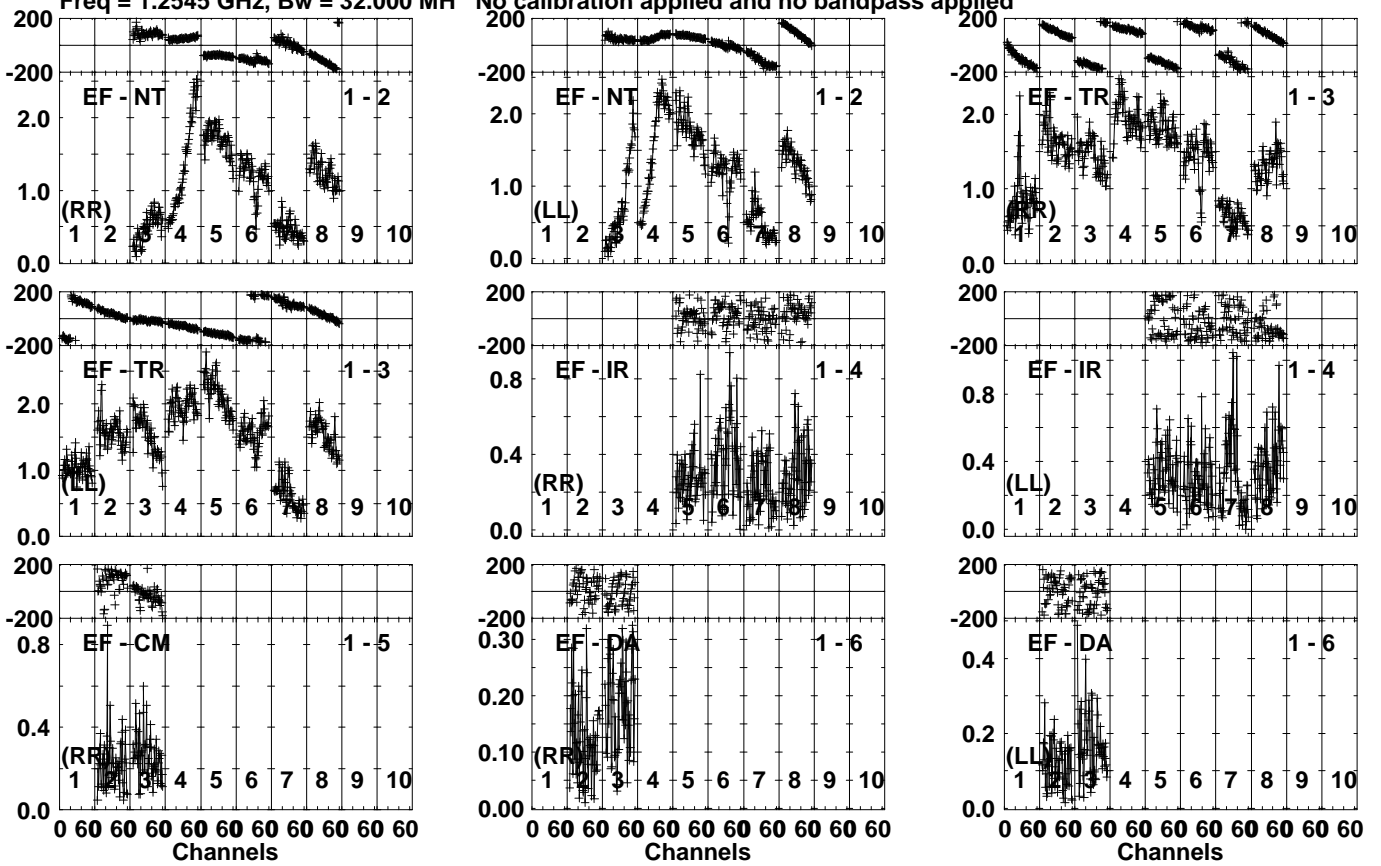 Freq = 1.2545 GHz, Bw = 32.000 MH No calibration applied and no bandpass applied
200
-200
EF - NT 1 - 2
2.0
1.0
(RR)
1 2 3 4 5 6 7 8 9 10
0.0
200
-200
EF - NT 1 - 2
2.0
1.0
(LL)
1 2 3 4 5 6 7 8 9 10
0.0
200
-200
EF - TR 1 - 3
2.0
1.0
(RR)
1 2 3 4 5 6 7 8 9 10
0.0
200
-200
EF - TR 1 - 3
2.0
1.0
(LL)
1 2 3 4 5 6 7 8 9 10
0.0
200
-200
EF - IR 1 - 4
0.8
0.4
(RR)
1 2 3 4 5 6 7 8 9 10
0.0
200
-200
EF - IR 1 - 4
0.8
0.4
(LL)
1 2 3 4 5 6 7 8 9 10
0.0
200
-200
EF - CM 1 - 5
0.8
0.4
(RR)
1 2 3 4 5 6 7 8 9 10
0.0
0 60 60 60 60 60 60 60 60 60 60
Channels
200
-200
EF - DA 1 - 6
0.30
0.20
0.10
(RR)
1 2 3 4 5 6 7 8 9 10
0.00
0 60 60 60 60 60 60 60 60 60 60
Channels
200
-200
EF - DA 1 - 6
0.4
0.2
(LL)
1 2 3 4 5 6 7 8 9 10
0.0
0 60 60 60 60 60 60 60 60 60 60
Channels